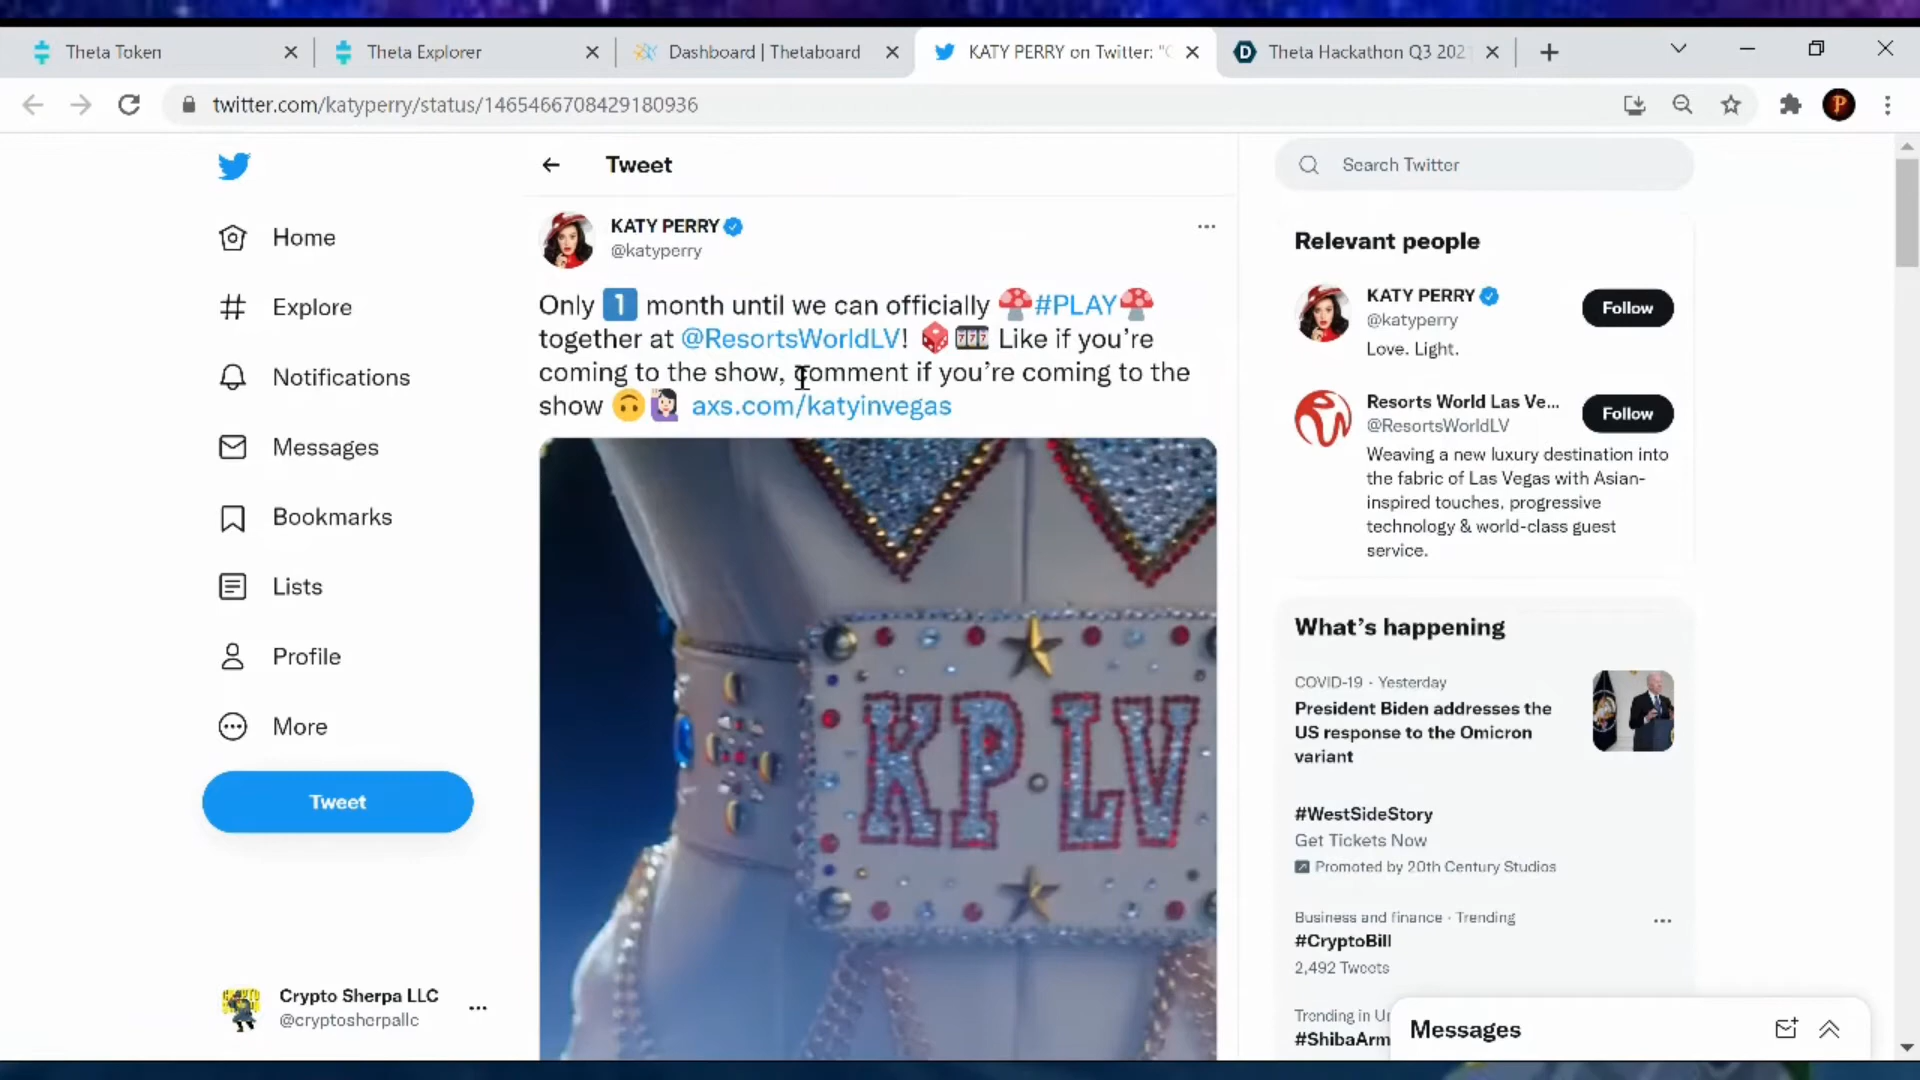 Theta Token
Theta Explorer
Dashboard | Thetaboard
KATY PERRY on Twitter: "
Theta Hackathon Q3 202
twitter.com/katyperry/status/1465466708429180936
Tweet
Search Twitter
Home
Explore
Notifications
Messages
Bookmarks
Lists
Profile
More
Tweet
Crypto Sherpa LLC
@cryptosherpallc
KATY PERRY
@katyperry
Only 1️⃣ month until we can officially 🍄#PLAY🍄
together at @ResortsWorldLV! 🎲🎰 Like if you’re
coming to the show, comment if you’re coming to the
show 🙃🙋🏻‍♀️ axs.com/katyinvegas
KP LV
Relevant people
KATY PERRY
@katyperry
Follow
Love. Light.
Resorts World Las Ve...
@ResortsWorldLV
Follow
Weaving a new luxury destination into
the fabric of Las Vegas with Asian-
inspired touches, progressive
technology & world-class guest
service.
What’s happening
COVID-19 · Yesterday
President Biden addresses the
US response to the Omicron
variant
#WestSideStory
Get Tickets Now
Promoted by 20th Century Studios
Business and finance · Trending
#CryptoBill
2,492 Tweets
Trending in Un
#ShibaArm
Messages